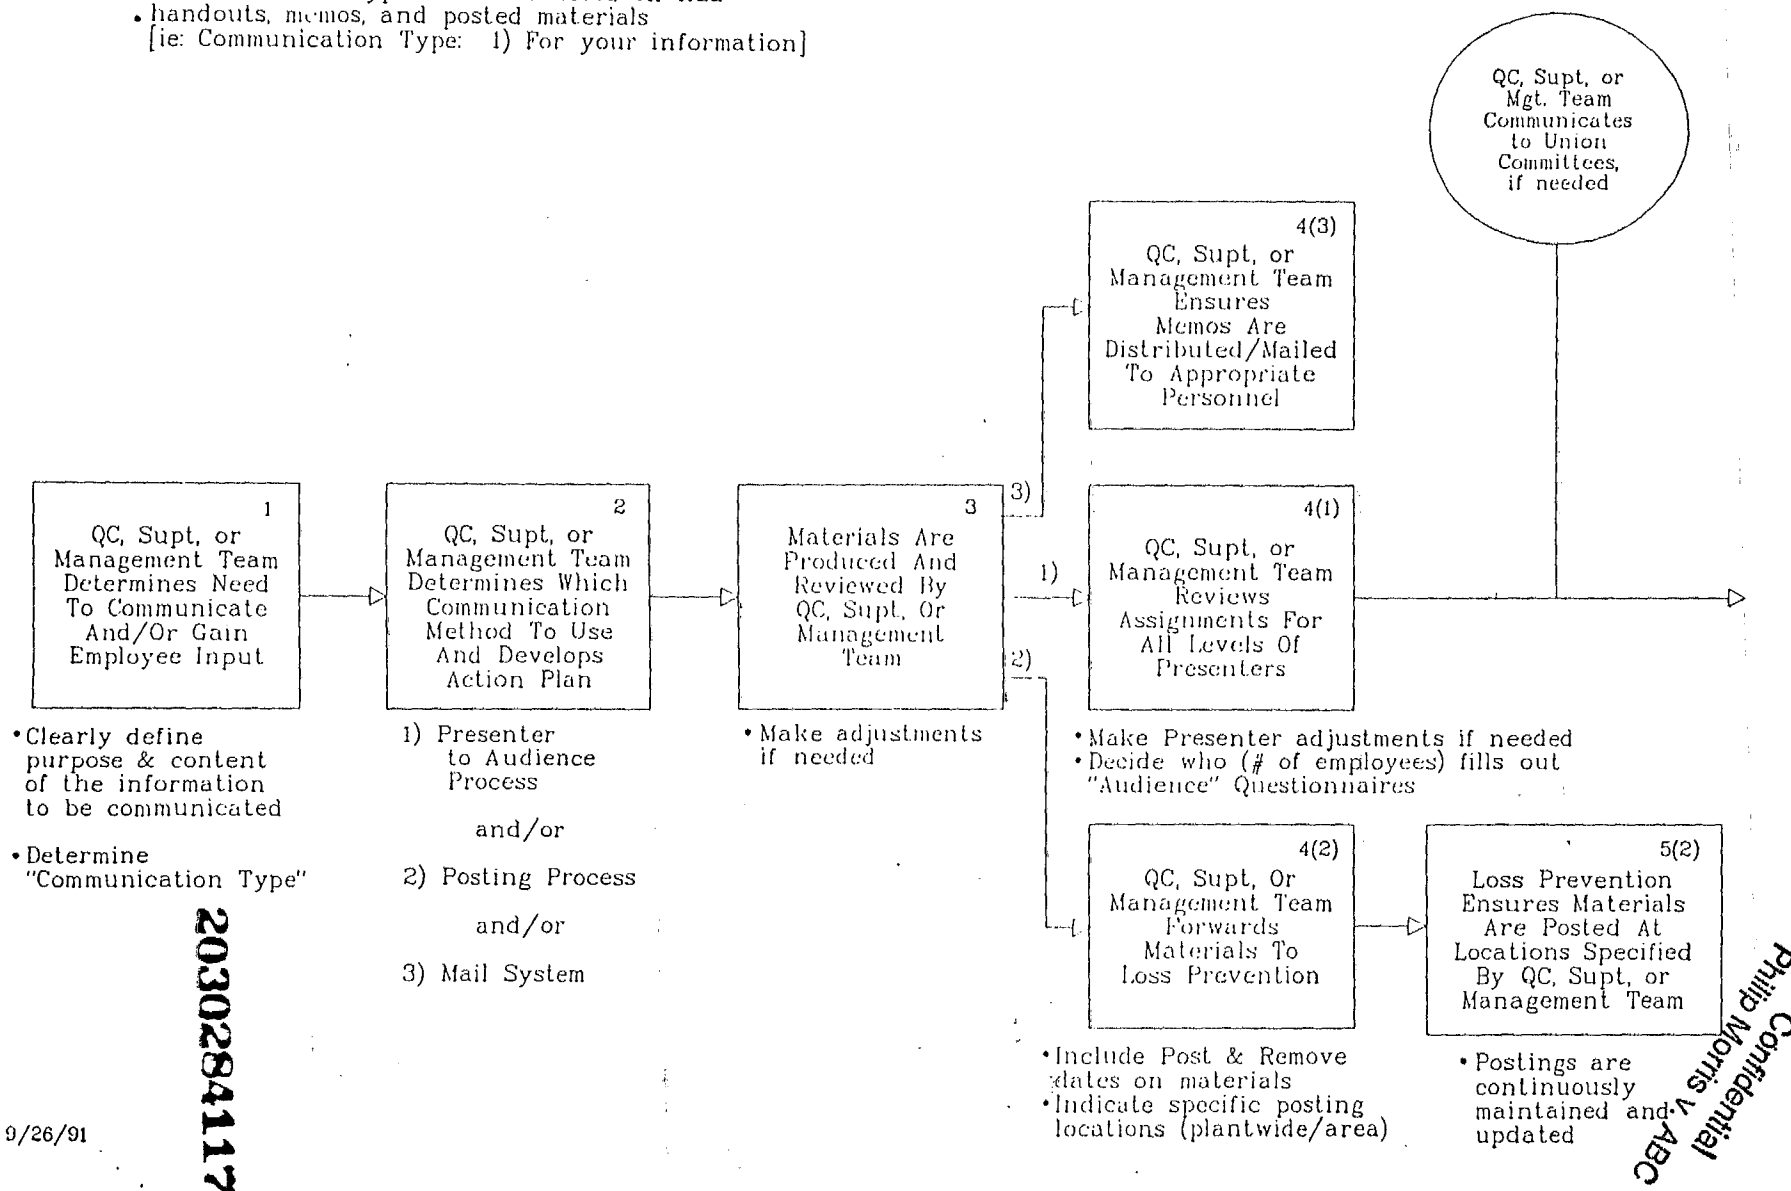 • handouts, memos, and posted materials
[ie: Communication Type: 1) For your information]
QC, Supt, or
Mgt. Team
Communicates
to Union
Committees,
if needed
4(3)
QC, Supt, or
Management Team
Ensures
Memos Are
Distributed/Mailed
To Appropriate
Personnel
1
QC, Supt, or
Management Team
Determines Need
To Communicate
And/Or Gain
Employee Input
2
QC, Supt, or
Management Team
Determines Which
Communication
Method To Use
And Develops
Action Plan
3
Materials Are
Produced And
Reviewed By
QC, Supt, Or
Management
Team
3)
1)
2)
4(1)
QC, Supt, or
Management Team
Reviews
Assignments For
All Levels Of
Presenters
• Clearly define
purpose & content
of the information
to be communicated
• Determine
"Communication Type"
1) Presenter
to Audience
Process
and/or
2) Posting Process
and/or
3) Mail System
• Make adjustments
if needed
• Make Presenter adjustments if needed
• Decide who (# of employees) fills out
"Audience" Questionnaires
4(2)
QC, Supt, Or
Management Team
Forwards
Materials To
Loss Prevention
5(2)
Loss Prevention
Ensures Materials
Are Posted At
Locations Specified
By QC, Supt, or
Management Team
• Include Post & Remove
dates on materials
• Indicate specific posting
locations (plantwide/area)
• Postings are
continuously
maintained and
updated
9/26/91
2030284117
Confidential
Philip Morris v. ABC